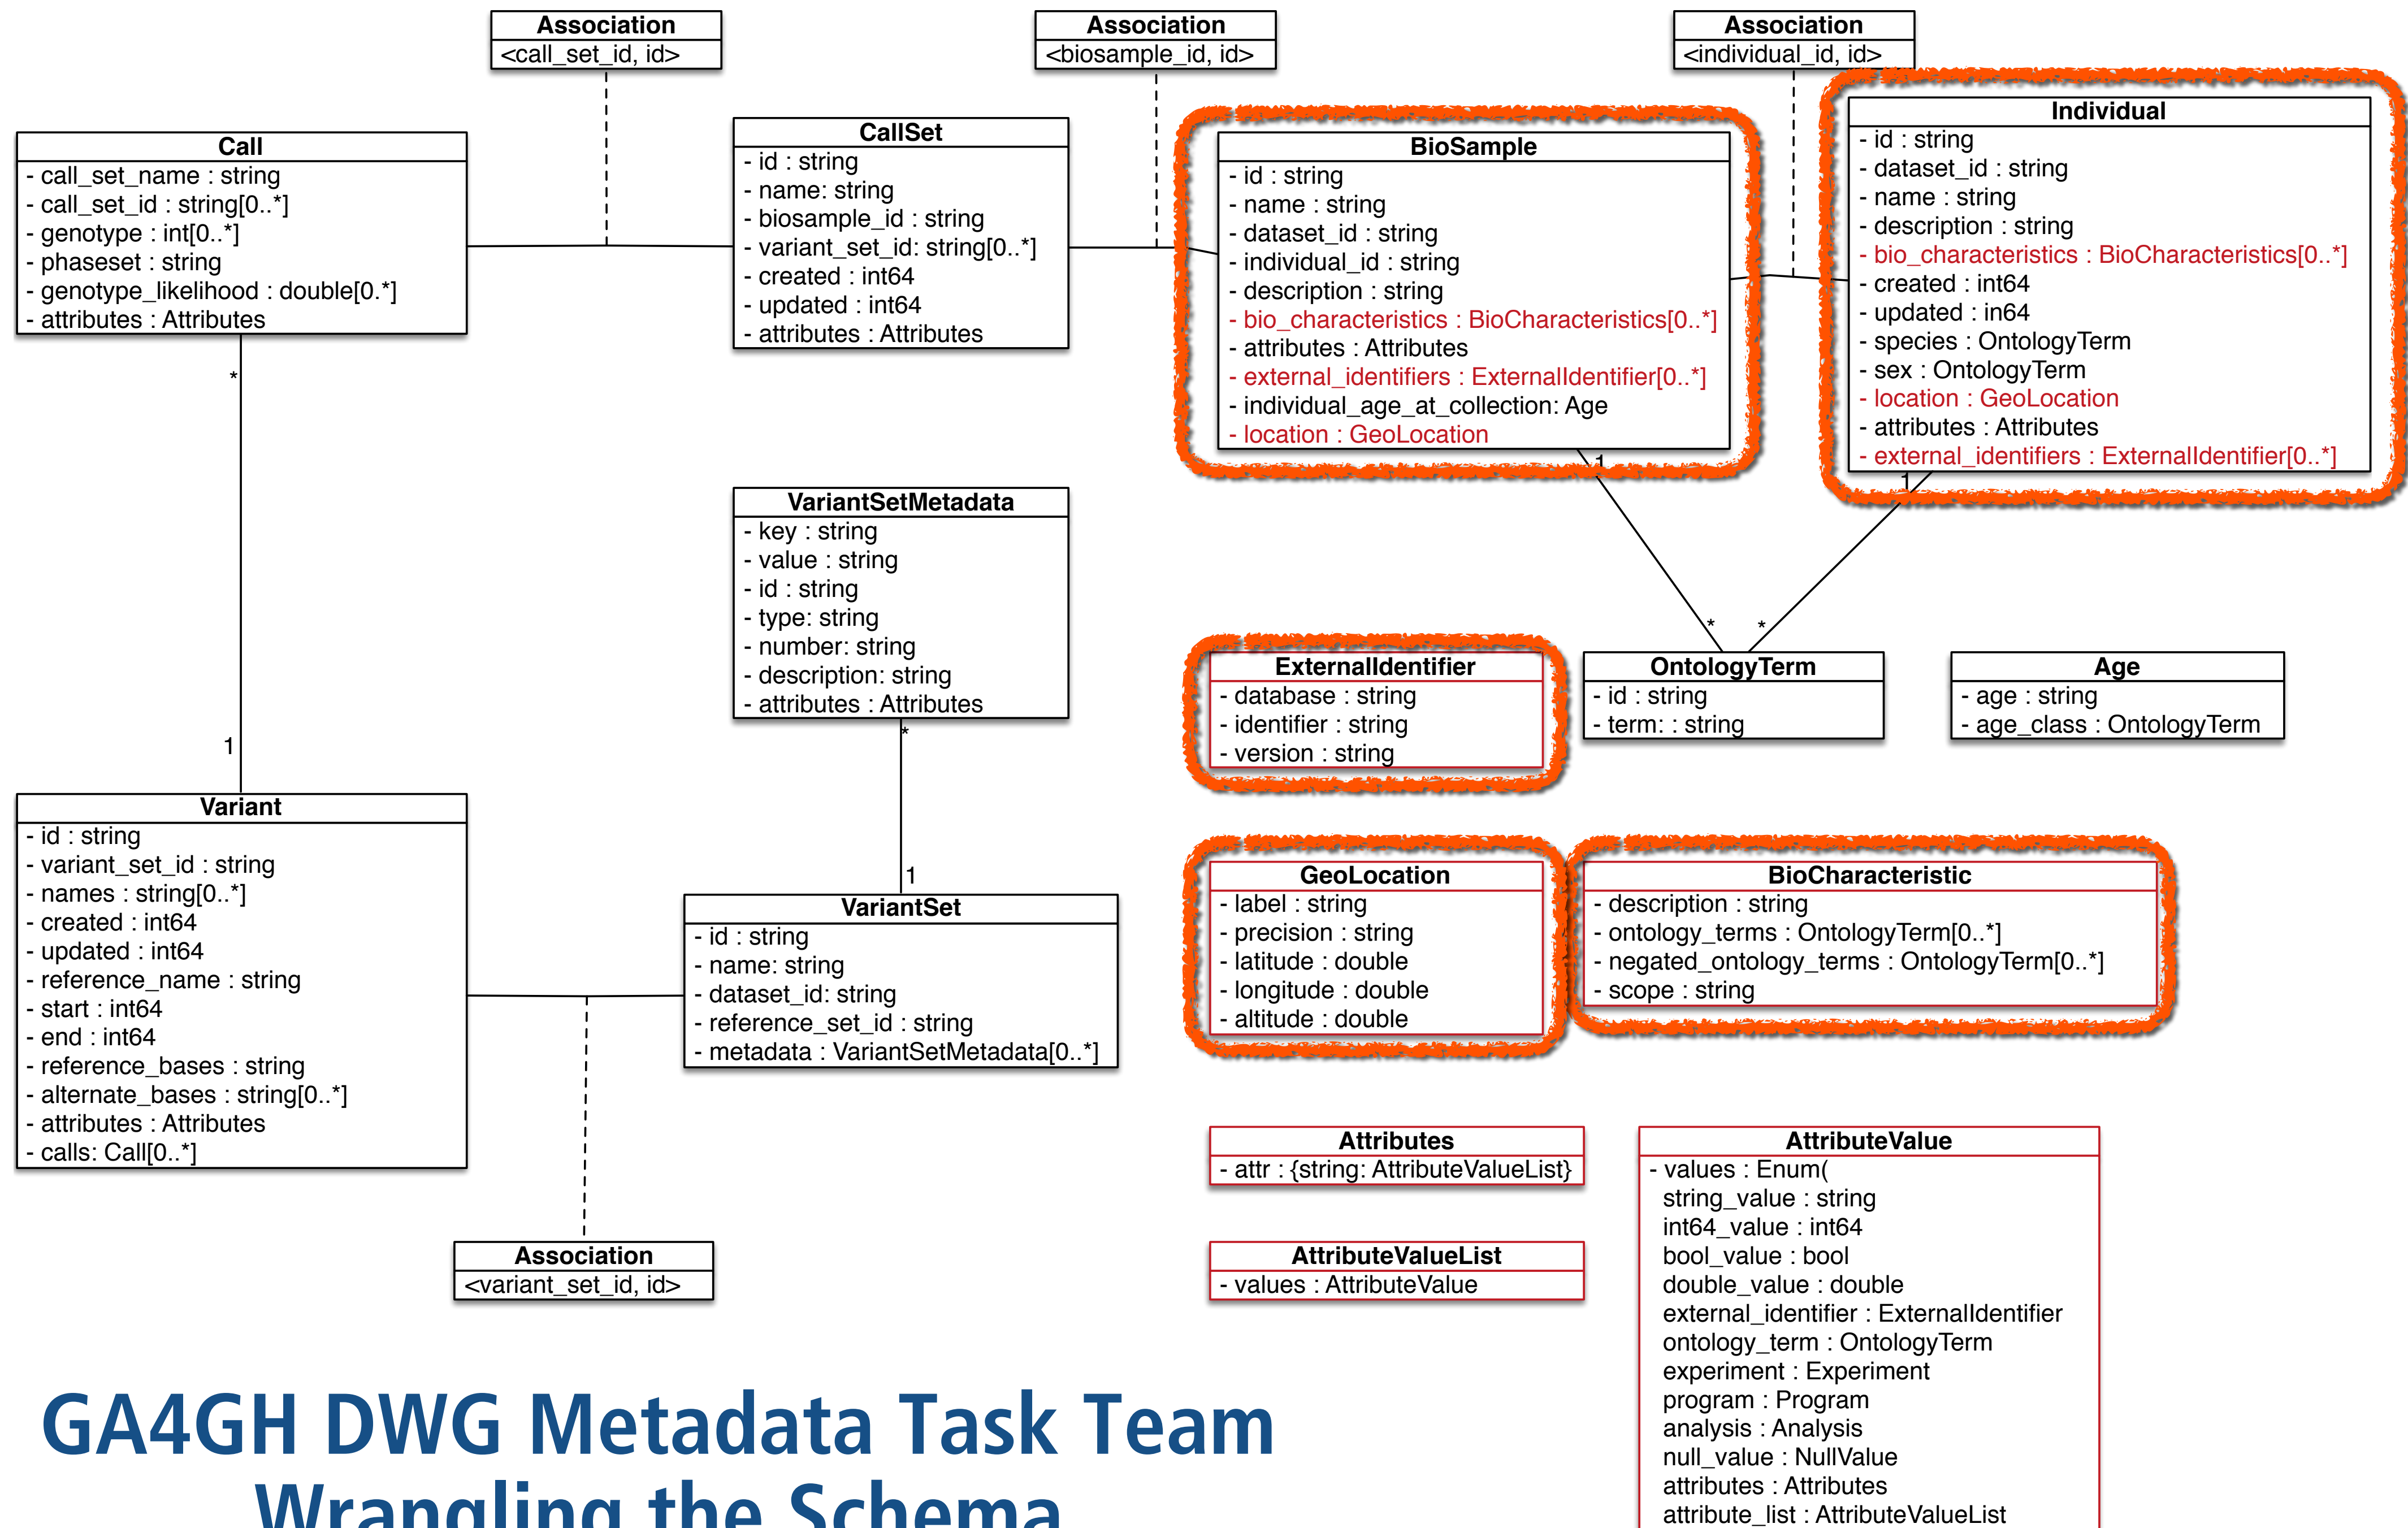 Association
<call_set_id, id>
Association
<biosample_id, id>
Association
<individual_id, id>
Call
- call_set_name : string
- call_set_id : string[0..*]
- genotype : int[0..*]
- phaseset : string
- genotype_likelihood : double[0.*]
- attributes : Attributes
CallSet
- id : string
- name: string
- biosample_id : string
- variant_set_id: string[0..*]
- created : int64
- updated : int64
- attributes : Attributes
BioSample
- id : string
- name : string
- dataset_id : string
- individual_id : string
- description : string
- bio_characteristics : BioCharacteristics[0..*]
- attributes : Attributes
- external_identifiers : ExternalIdentifier[0..*]
- individual_age_at_collection: Age
- location : GeoLocation
Individual
- id : string
- dataset_id : string
- name : string
- description : string
- bio_characteristics : BioCharacteristics[0..*]
- created : int64
- updated : in64
- species : OntologyTerm
- sex : OntologyTerm
- location : GeoLocation
- attributes : Attributes
- external_identifiers : ExternalIdentifier[0..*]
*
1
1
1
*
*
VariantSetMetadata
- key : string
- value : string
- id : string
- type: string
- number: string
- description: string
- attributes : Attributes
*
1
ExternalIdentifier
- database : string
- identifier : string
- version : string
OntologyTerm
- id : string
- term: : string
Age
- age : string
- age_class : OntologyTerm
Variant
- id : string
- variant_set_id : string
- names : string[0..*]
- created : int64
- updated : int64
- reference_name : string
- start : int64
- end : int64
- reference_bases : string
- alternate_bases : string[0..*]
- attributes : Attributes
- calls: Call[0..*]
VariantSet
- id : string
- name: string
- dataset_id: string
- reference_set_id : string
- metadata : VariantSetMetadata[0..*]
GeoLocation
- label : string
- precision : string
- latitude : double
- longitude : double
- altitude : double
BioCharacteristic
- description : string
- ontology_terms : OntologyTerm[0..*]
- negated_ontology_terms : OntologyTerm[0..*]
- scope : string
Association
<variant_set_id, id>
Attributes
- attr : {string: AttributeValueList}
AttributeValueList
- values : AttributeValue
AttributeValue
- values : Enum(
string_value : string
int64_value : int64
bool_value : bool
double_value : double
external_identifier : ExternalIdentifier
ontology_term : OntologyTerm
experiment : Experiment
program : Program
analysis : Analysis
null_value : NullValue
attributes : Attributes
attribute_list : AttributeValueList
GA4GH DWG Metadata Task Team
Wrangling the Schema